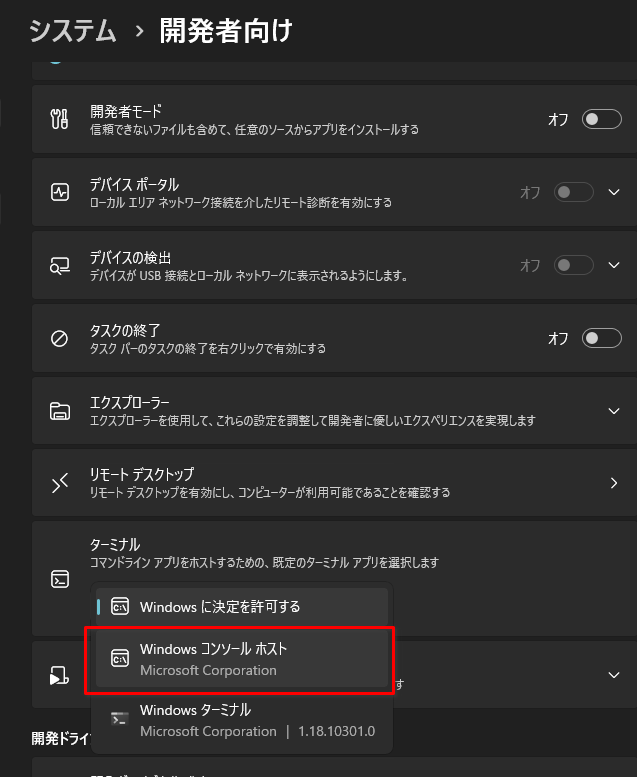 システム › 開発者向け
開発者モード
信頼できないファイルも含めて、任意のソースからアプリをインストールする
オフ
デバイス ポータル
ローカル エリア ネットワーク接続を介したリモート診断を有効にする
オフ
デバイスの検出
デバイスが USB 接続とローカル ネットワークに表示されるようにします。
オフ
タスクの終了
タスク バーのタスクの終了を右クリックで有効にする
オフ
エクスプローラー
エクスプローラーを使用して、これらの設定を調整して開発者に優しいエクスペリエンスを実現します
リモート デスクトップ
リモート デスクトップを有効にし、コンピューターが利用可能であることを確認する
ターミナル
コマンドライン アプリをホストするための、既定のターミナル アプリを選択します
Windows に決定を許可する
Windows コンソール ホスト
Microsoft Corporation
す
Windows ターミナル
Microsoft Corporation | 1.18.10301.0
開発ドライ